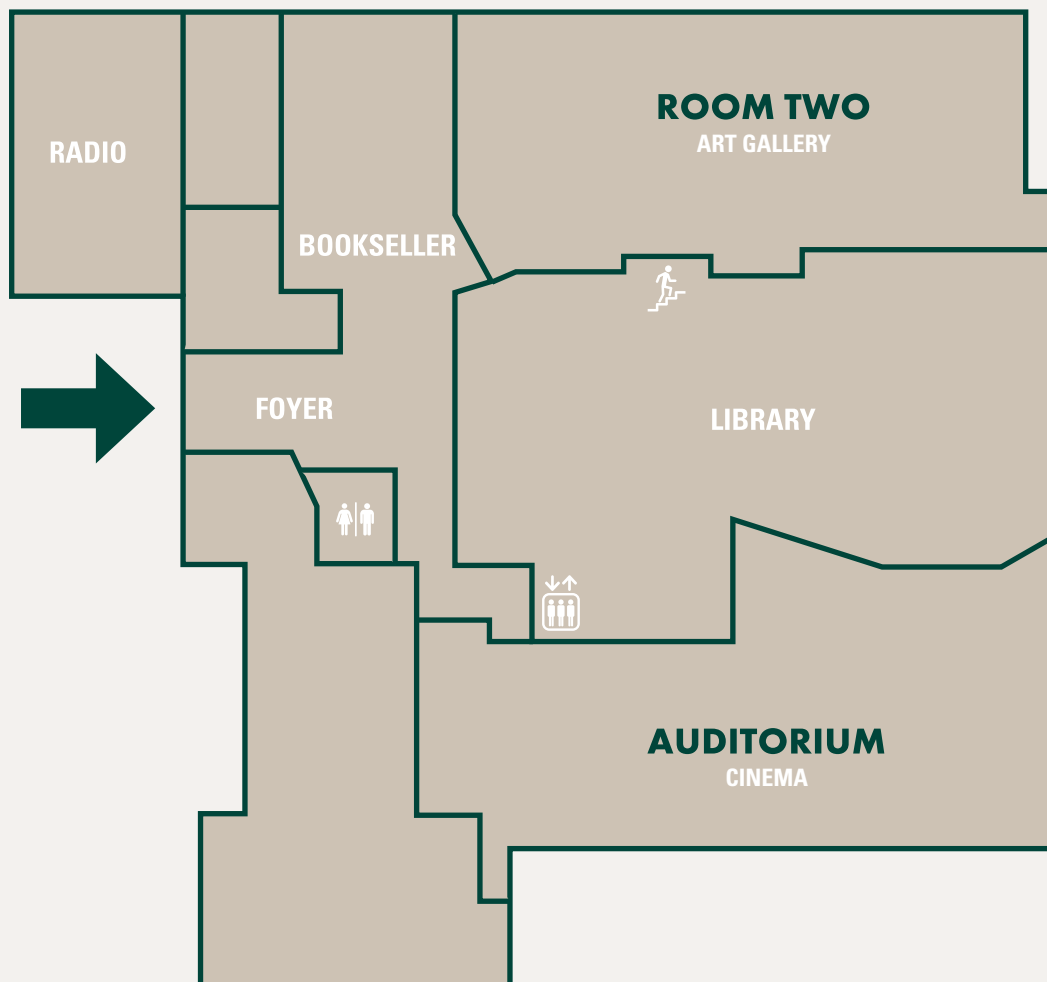 ROOM TWO
ART GALLERY
RADIO
BOOKSELLER
FOYER
LIBRARY
AUDITORIUM
CINEMA